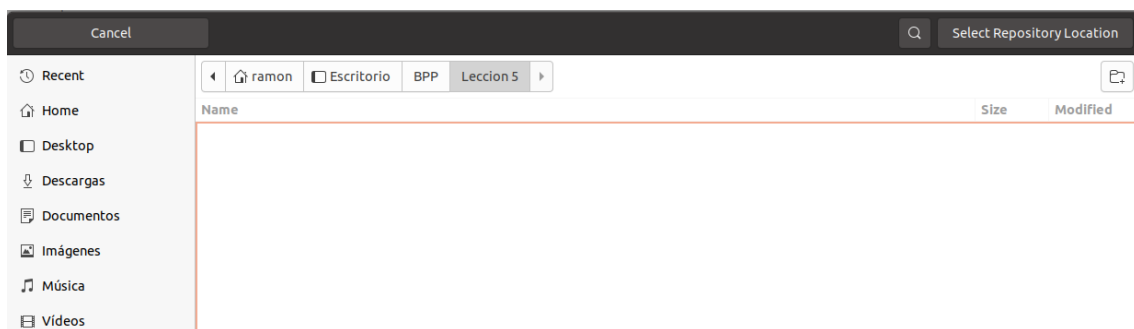 Cancel
Select Repository Location
Recent
ramon
Escritorio
BPP
Leccion 5
Home
Name
Size
Modified
Desktop
Descargas
Documentos
Imágenes
Música
Vídeos